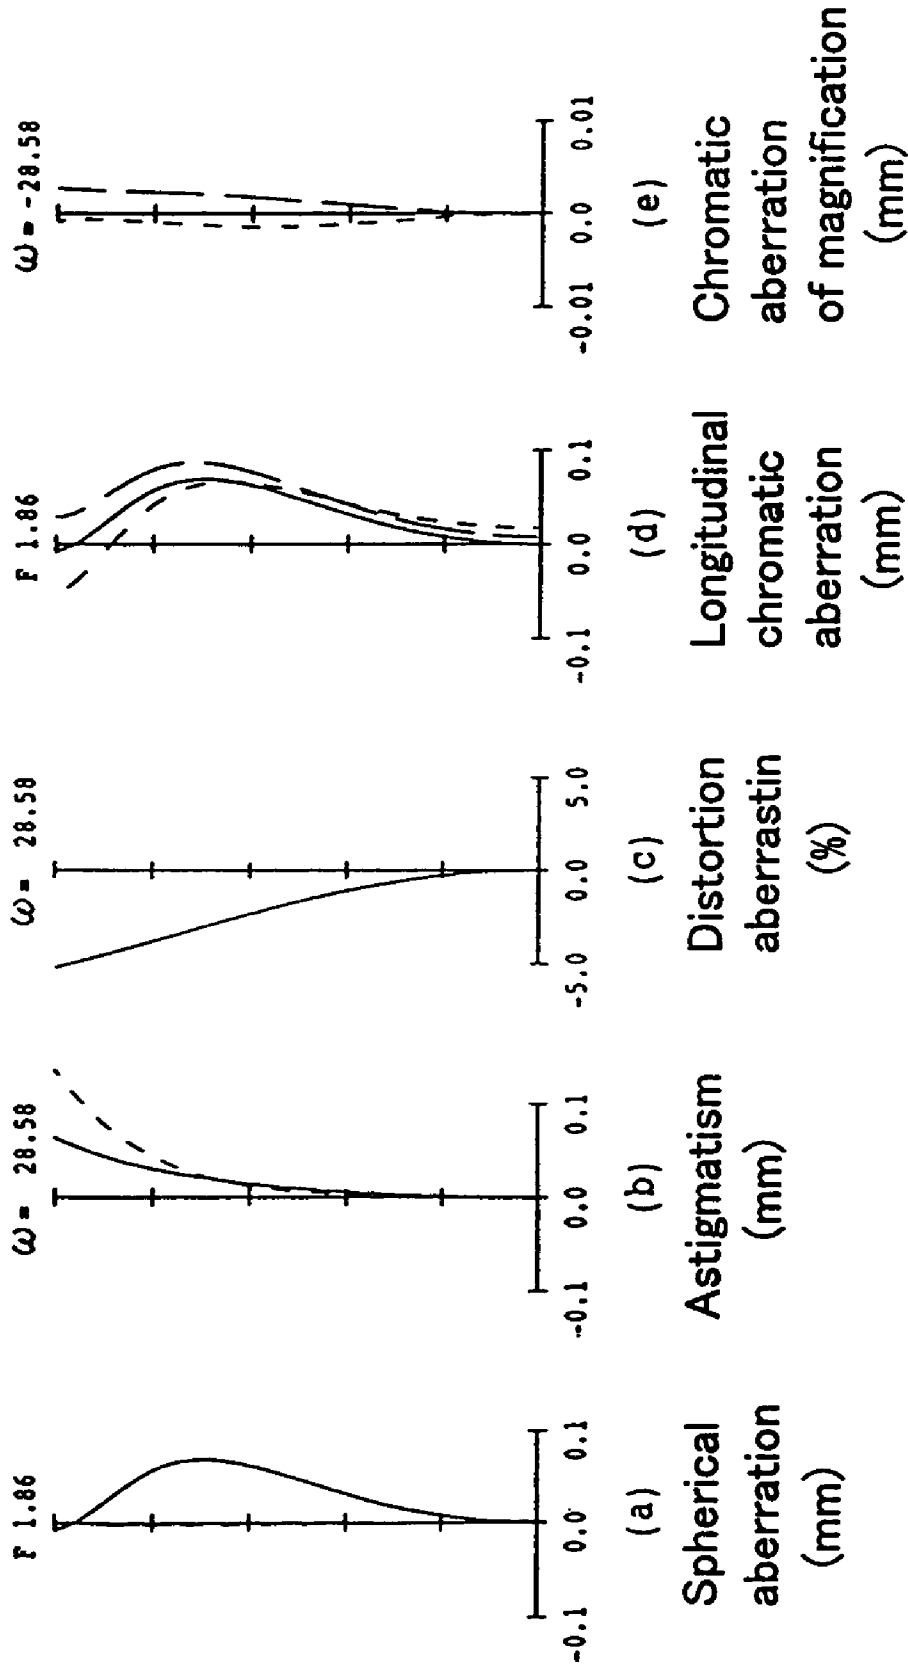 F 1.86
-0.1 0.0 0.1
(a)
Spherical
aberration
(mm)
ω= 28.58
-0.1 0.0 0.1
(b)
Astigmatism
(mm)
ω= 28.58
-5.0 0.0 5.0
(c)
Distortion
aberrastin
(%)
F 1.86
-0.1 0.0 0.1
(d)
Longitudinal
chromatic
aberration
(mm)
ω= -28.58
-0.01 0.0 0.01
(e)
Chromatic
aberration
of magnification
(mm)